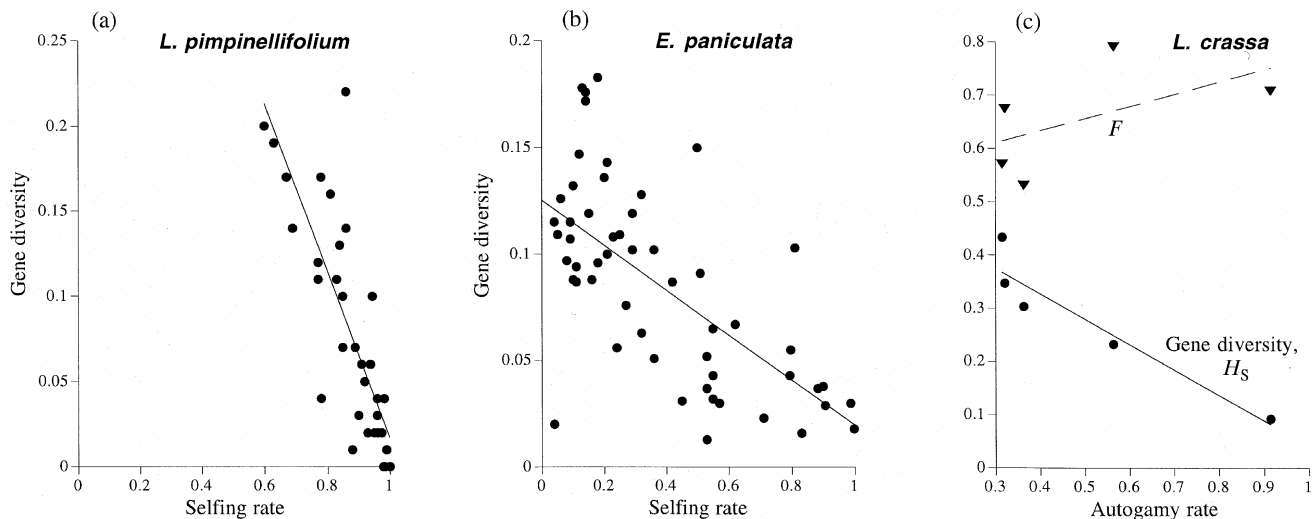 (a)
L. pimpinellifolium
0.25
0.2
0.15
0.1
0.05
0
Gene diversity
0 0.2 0.4 0.6 0.8 1
Selfing rate
(b)
E. paniculata
0.2
0.15
0.1
0.05
0
Gene diversity
0 0.2 0.4 0.6 0.8 1
Selfing rate
(c)
L. crassa
0.8
0.7
0.6
0.5
0.4
0.3
0.2
0.1
0
F
Gene diversity,
HS
0.3 0.4 0.5 0.6 0.7 0.8 0.9 1
Autogamy rate